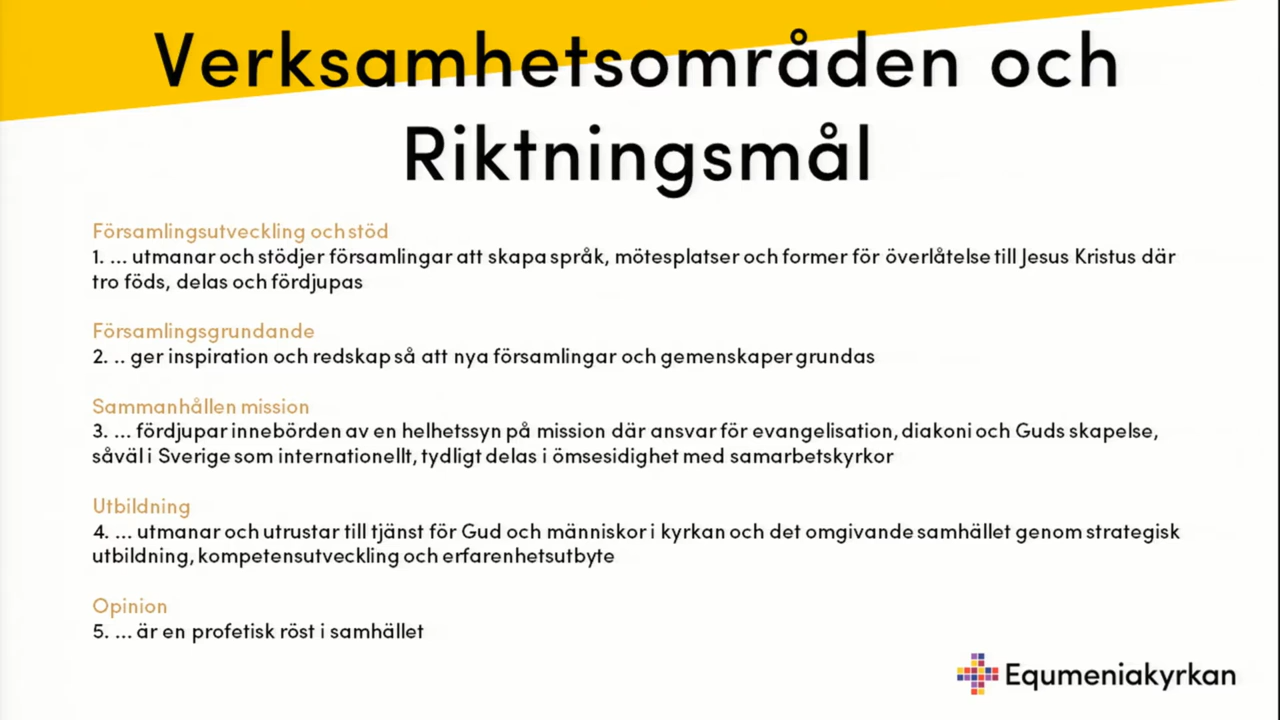 Verksamhetsområden och
Riktningsmål
Församlingsutveckling och stöd
1. ... utmanar och stödjer församlingar att skapa språk, mötesplatser och former för överlåtelse till Jesus Kristus där
tro föds, delas och fördjupas
Församlingsgrundande
2. .. ger inspiration och redskap så att nya församlingar och gemenskaper grundas
Sammanhållen mission
3. ... fördjupar innebörden av en helhetssyn på mission där ansvar för evangelisation, diakoni och Guds skapelse,
såväl i Sverige som internationellt, tydligt delas i ömsesidighet med samarbetskyrkor
Utbildning
4. ... utmanar och utrustar till tjänst för Gud och människor i kyrkan och det omgivande samhället genom strategisk
utbildning, kompetensutveckling och erfarenhetsutbyte
Opinion
5. ... är en profetisk röst i samhället
Equmeniakyrkan